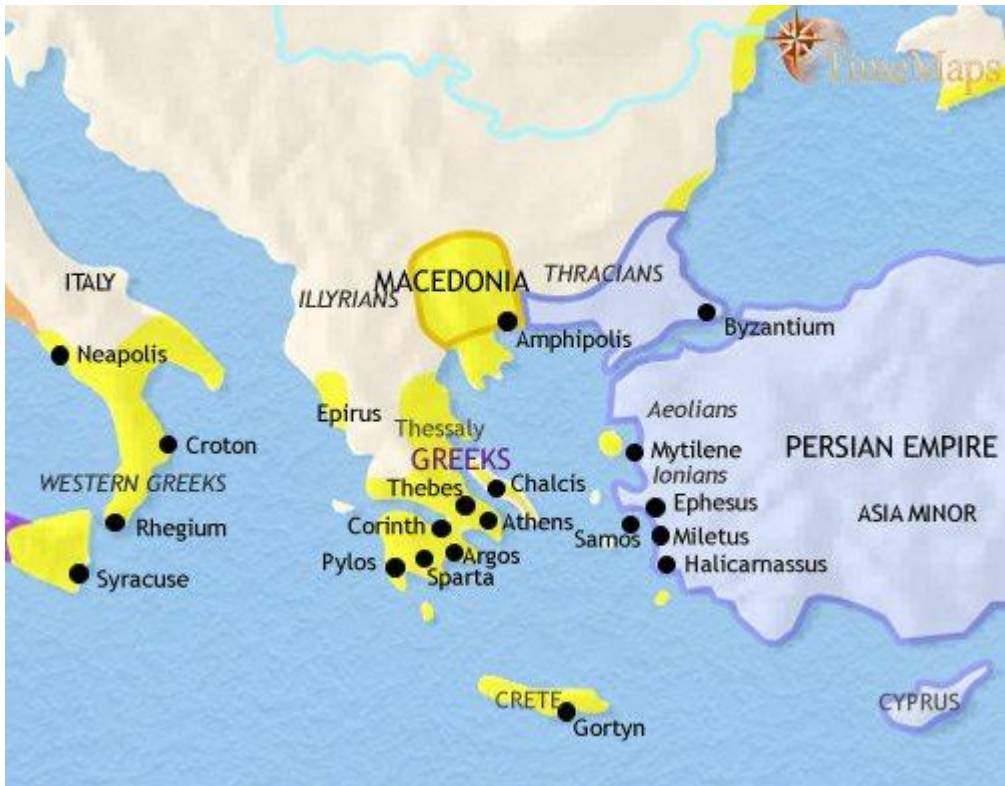 TimeMaps
ITALY
ILLYRIANS
MACEDONIA
THRACIANS
Amphipolis
Byzantium
Neapolis
Epirus
Thessaly
Aeolians
Croton
GREEKS
Mytilene
PERSIAN EMPIRE
WESTERN GREEKS
Thebes
Chalcis
Ionians
Ephesus
ASIA MINOR
Rhegium
Corinth
Athens
Samos
Miletus
Pylos
Argos
Sparta
Halicarnassus
Syracuse
CRETE
Gortyn
CYPRUS